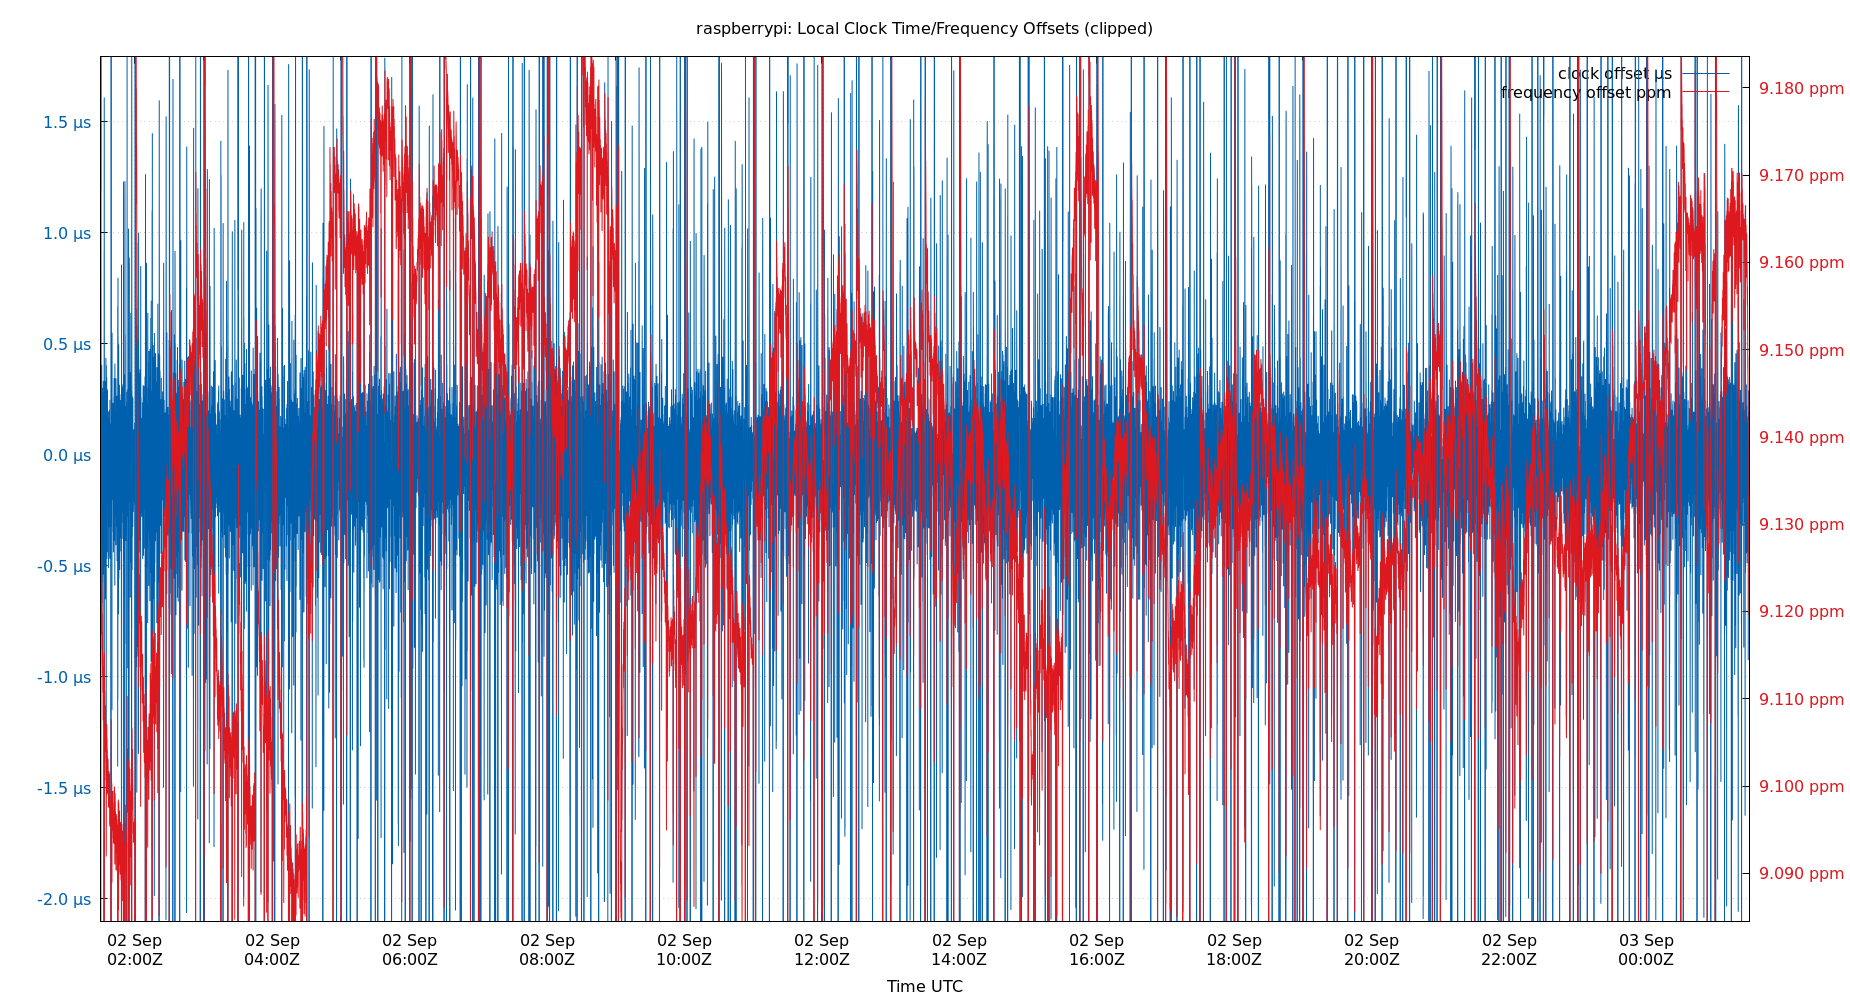 raspberrypi: Local Clock Time/Frequency Offsets (clipped)
clock offset µs
frequency offset ppm
1.5 µs
1.0 µs
0.5 µs
0.0 µs
-0.5 µs
-1.0 µs
-1.5 µs
-2.0 µs
9.180 ppm
9.170 ppm
9.160 ppm
9.150 ppm
9.140 ppm
9.130 ppm
9.120 ppm
9.110 ppm
9.100 ppm
9.090 ppm
02 Sep 02 Sep 02 Sep 02 Sep 02 Sep 02 Sep 02 Sep 02 Sep 02 Sep 02 Sep 02 Sep 03 Sep
02:00Z 04:00Z 06:00Z 08:00Z 10:00Z 12:00Z 14:00Z 16:00Z 18:00Z 20:00Z 22:00Z 00:00Z
Time UTC